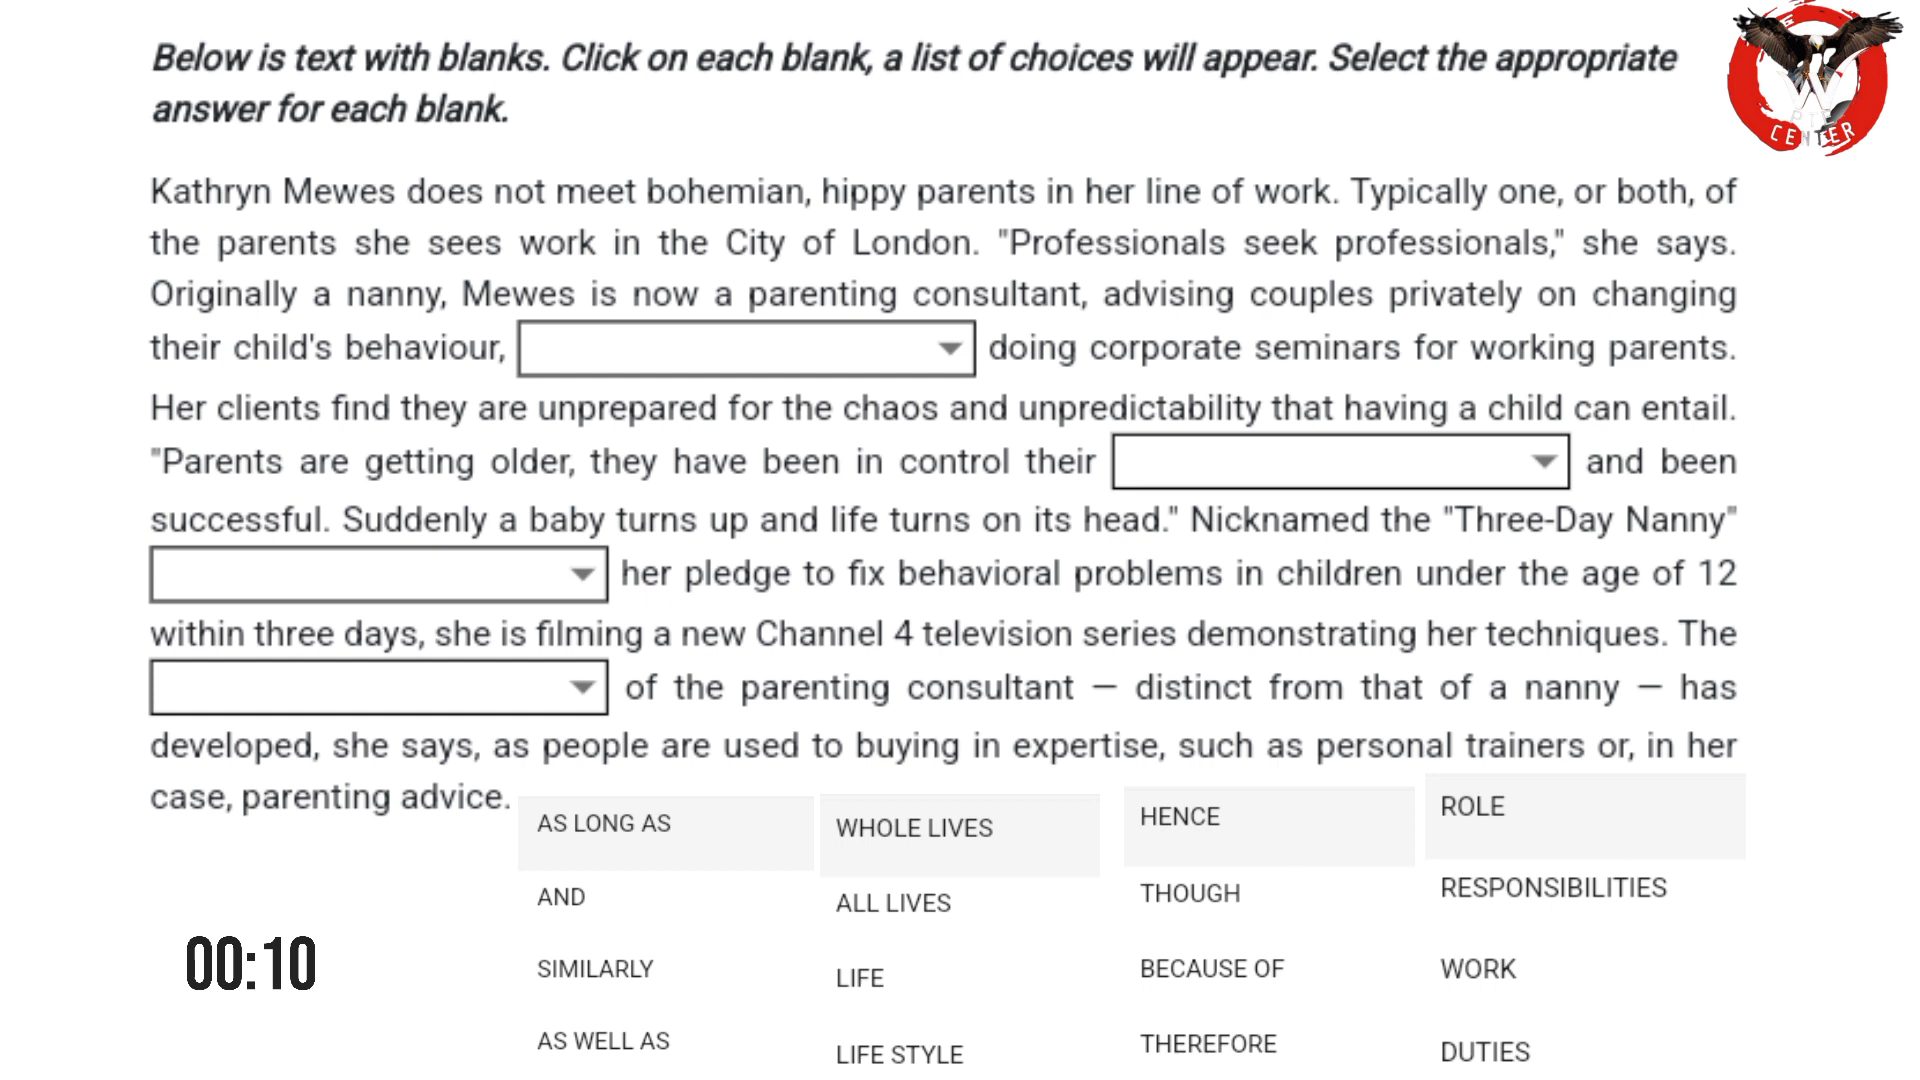 Below is text with blanks. Click on each blank, a list of choices will appear. Select the appropriate
answer for each blank.
Kathryn Mewes does not meet bohemian, hippy parents in her line of work. Typically one, or both, of
the parents she sees work in the City of London. "Professionals seek professionals," she says.
Originally a nanny, Mewes is now a parenting consultant, advising couples privately on changing
their child's behaviour, doing corporate seminars for working parents.
Her clients find they are unprepared for the chaos and unpredictability that having a child can entail.
"Parents are getting older, they have been in control their and been
successful. Suddenly a baby turns up and life turns on its head." Nicknamed the "Three-Day Nanny"
her pledge to fix behavioral problems in children under the age of 12
within three days, she is filming a new Channel 4 television series demonstrating her techniques. The
of the parenting consultant — distinct from that of a nanny — has
developed, she says, as people are used to buying in expertise, such as personal trainers or, in her
case, parenting advice.
AS LONG AS
AND
SIMILARLY
AS WELL AS
WHOLE LIVES
ALL LIVES
LIFE
LIFE STYLE
HENCE
THOUGH
BECAUSE OF
THEREFORE
ROLE
RESPONSIBILITIES
WORK
DUTIES
00:10
W
CENTER